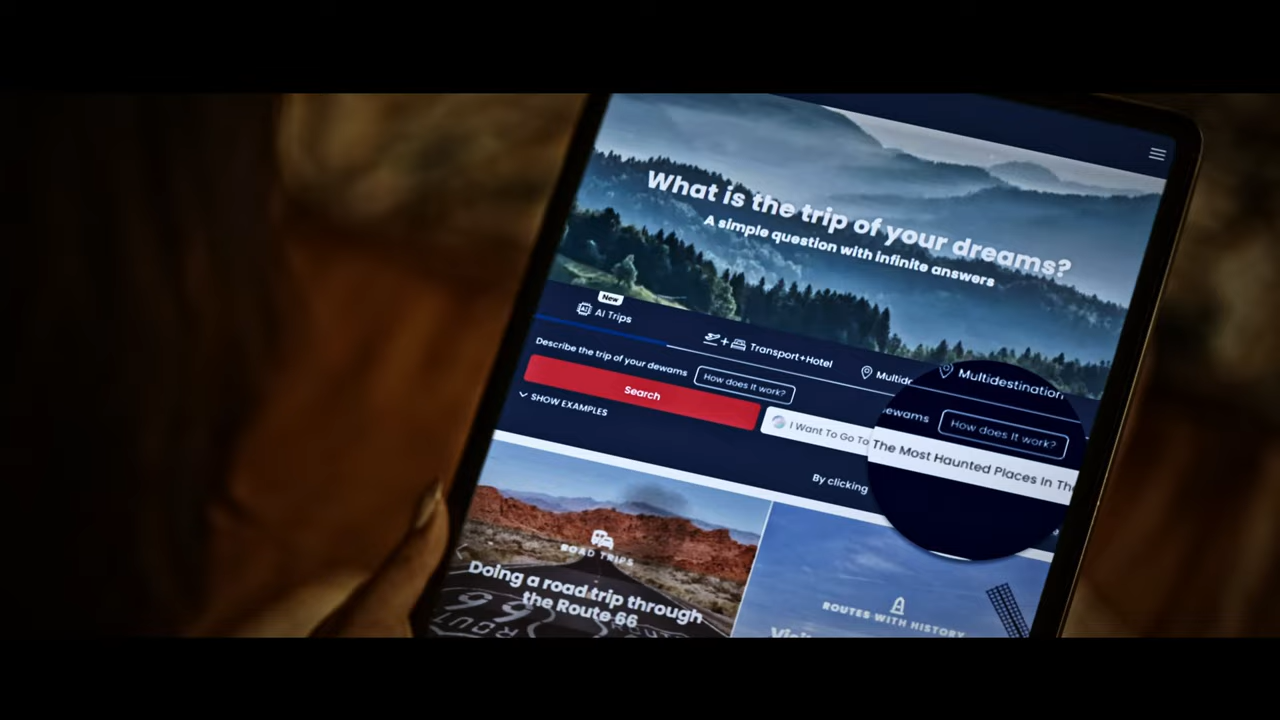 What is the trip of your dreams?
A simple question with infinite answers
New
AI Trips
Transport+Hotel
Multidestination
Describe the trip of your dewams
How does It work?
ewams
How does It work?
Search
I Want To Go To The Most Haunted Places In The
SHOW EXAMPLES
By clicking
ROAD TRIPS
Doing a road trip through
the Route 66
ROUTES WITH HISTORY
66
ROUT